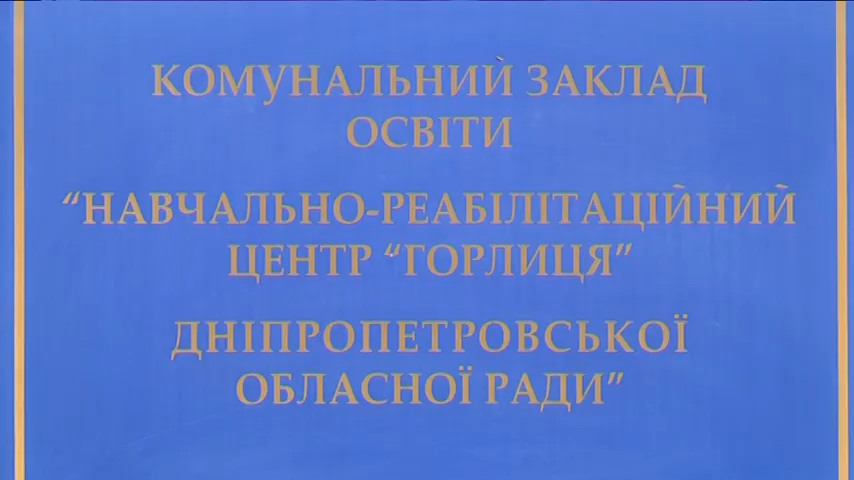 КОМУНАЛЬНИЙ ЗАКЛАД
ОСВІТИ
“НАВЧАЛЬНО-РЕАБІЛІТАЦІЙНИЙ
ЦЕНТР “ГОРЛИЦЯ”
ДНІПРОПЕТРОВСЬКОЇ
ОБЛАСНОЇ РАДИ”